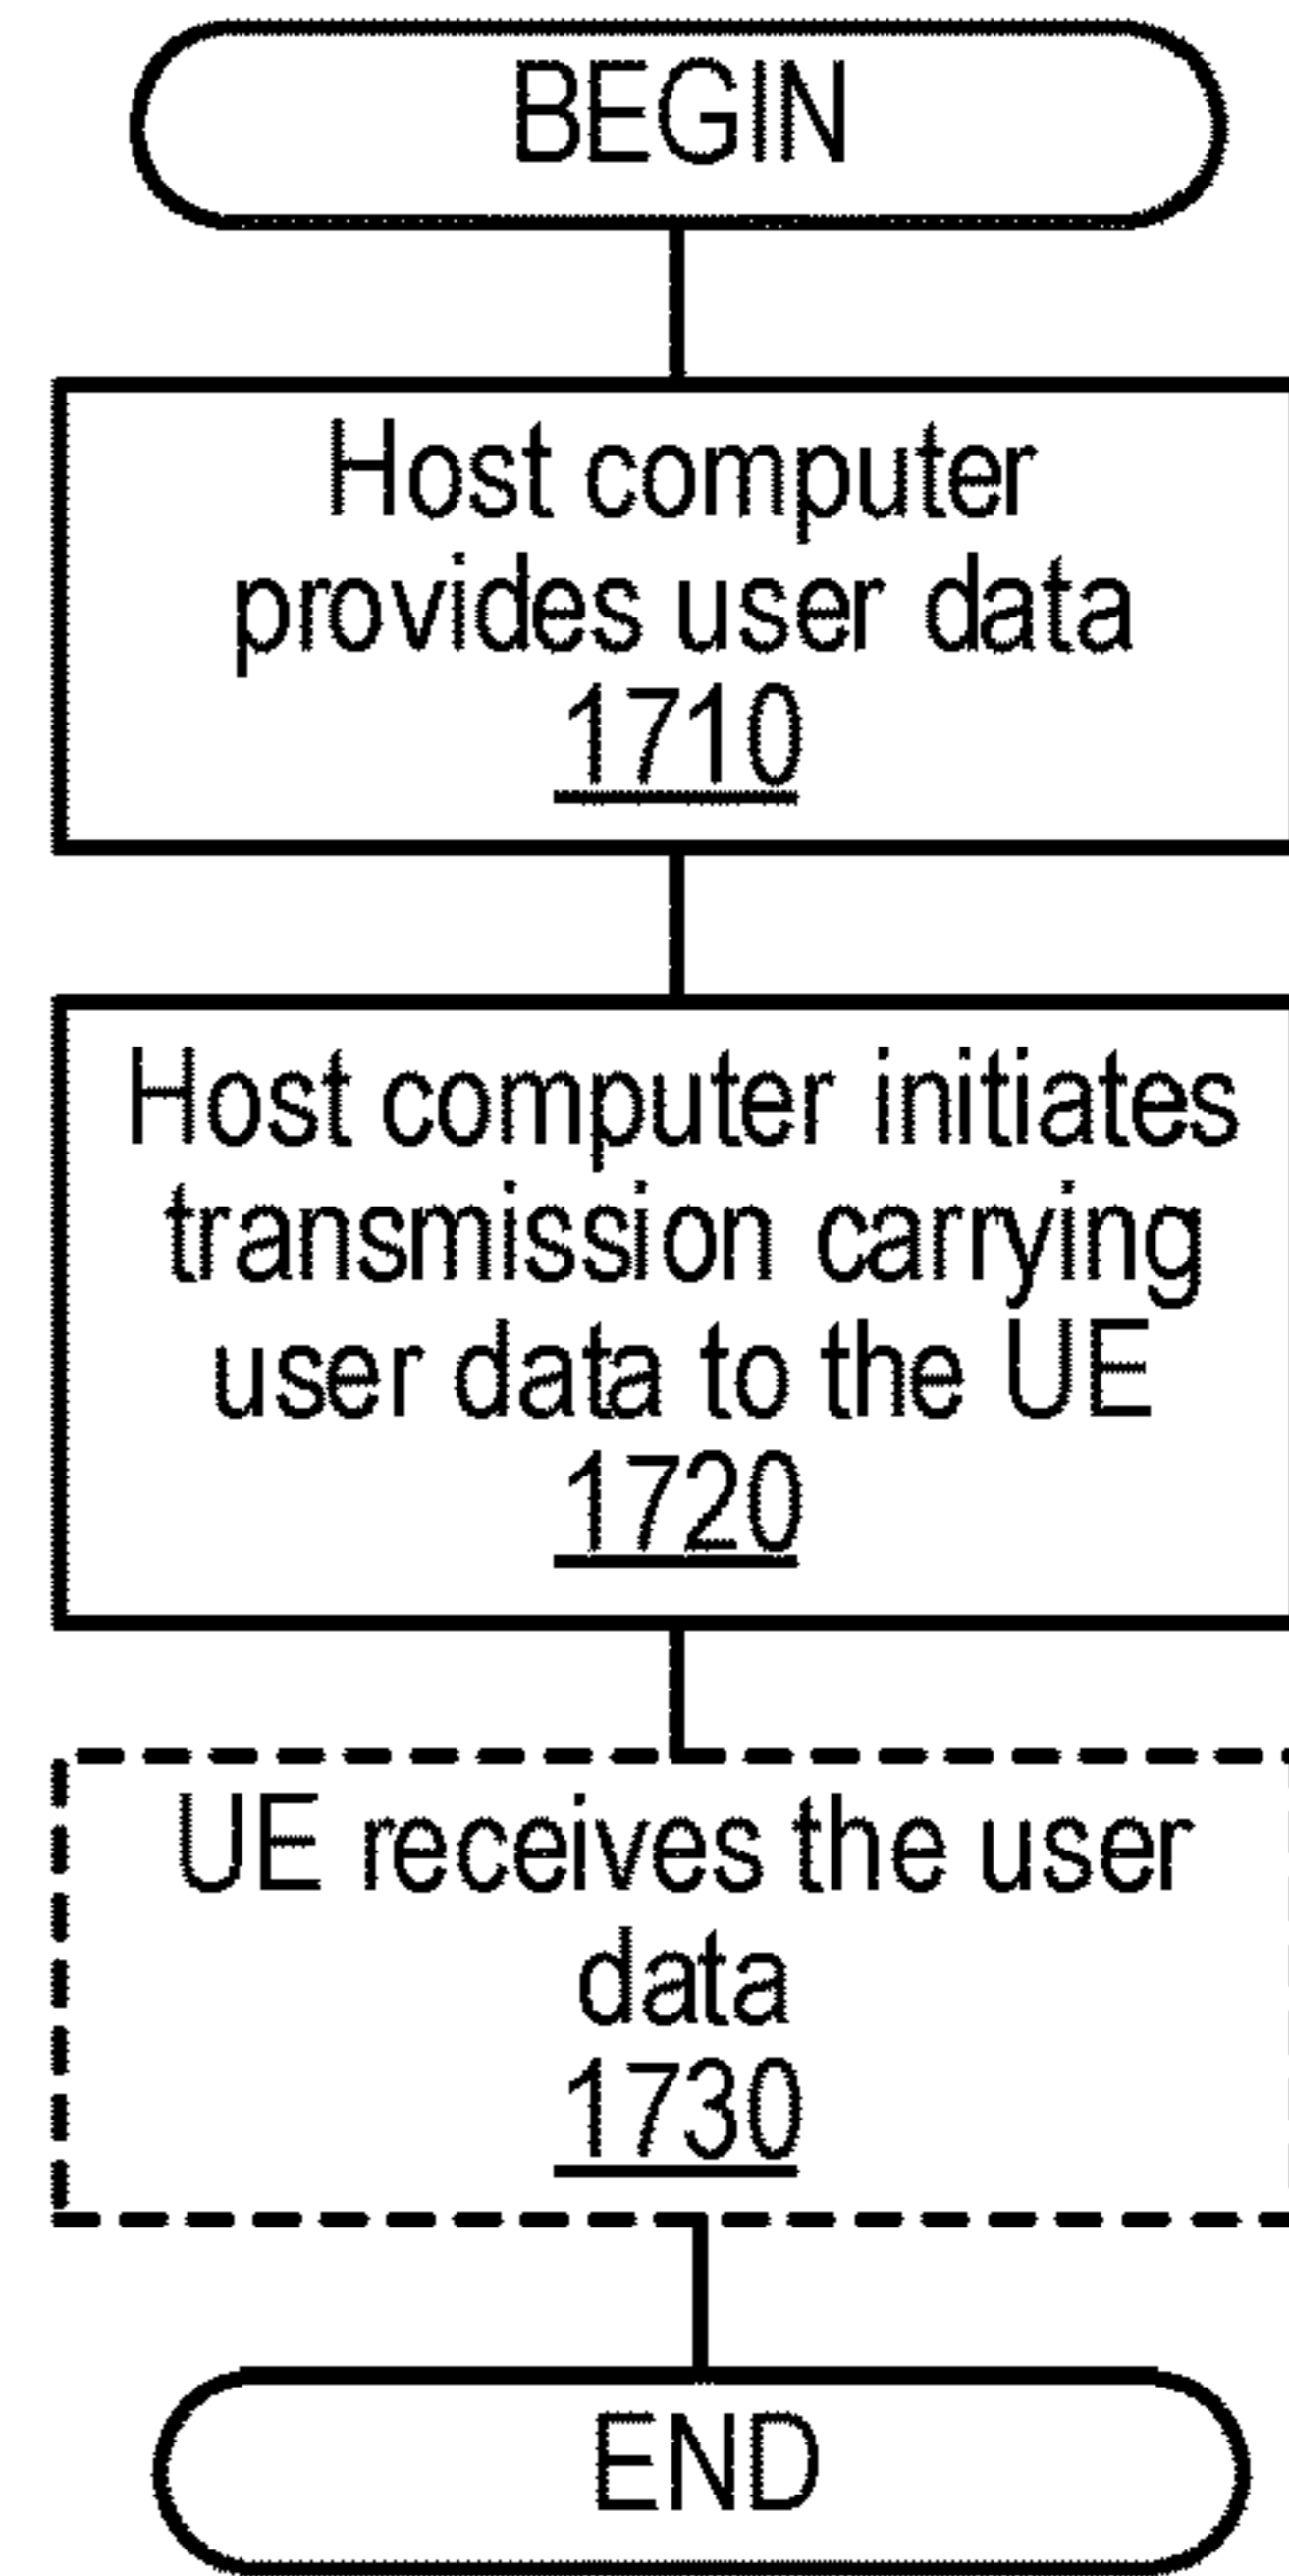 BEGIN
Host computer
provides user data
1710
Host computer initiates
transmission carrying
user data to the UE
1720
UE receives the user
data
1730
END